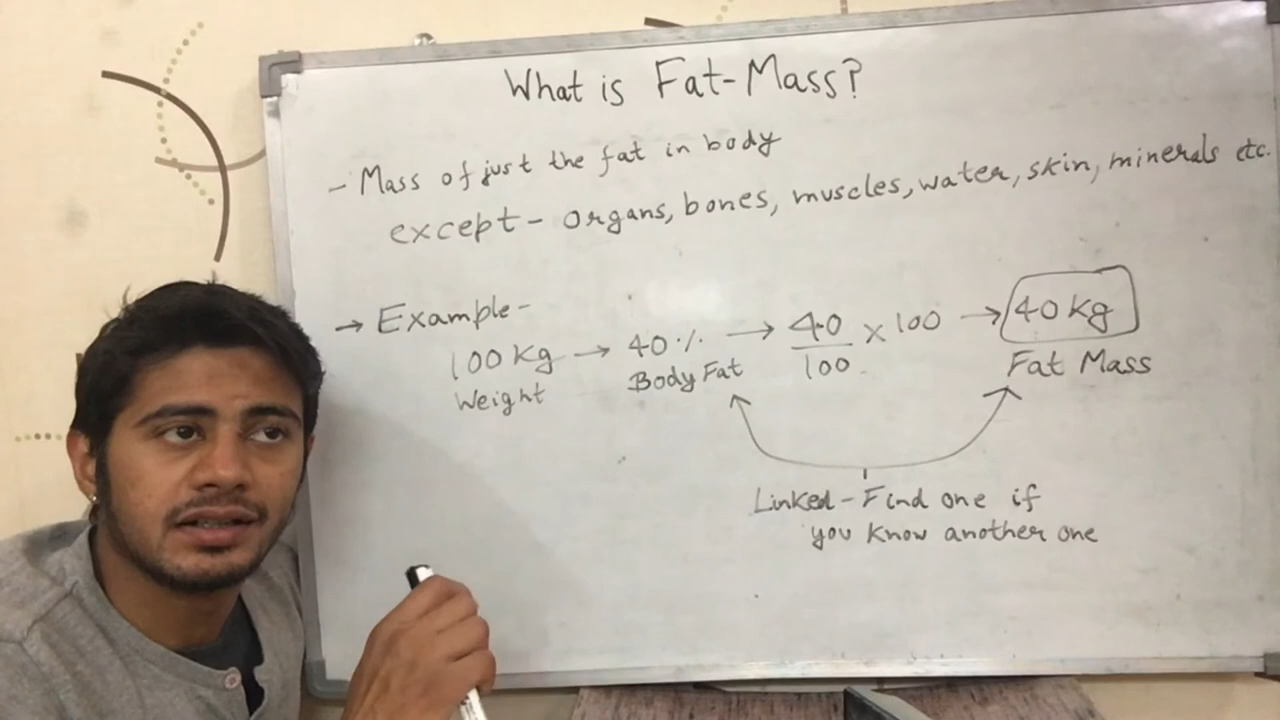 What is Fat-Mass?
- Mass of just the fat in body
except - organs, bones, muscles, water, skin, minerals etc.
→ Example -
100 Kg → 40% → 40/100 × 100 → 40 kg
Weight Body Fat Fat Mass
Linked - Find one if
you know another one